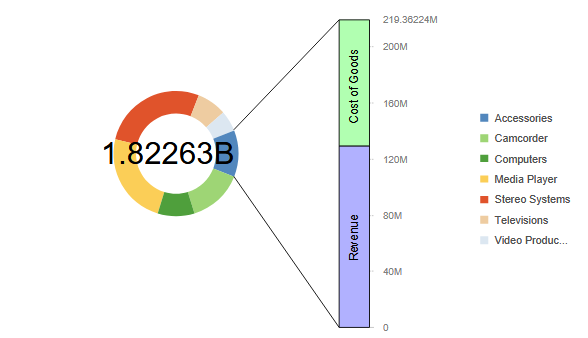 1.82263B
219.36224M
200M
160M
120M
80M
40M
0
Cost of Goods
Revenue
Accessories
Camcorder
Computers
Media Player
Stereo Systems
Televisions
Video Produc...